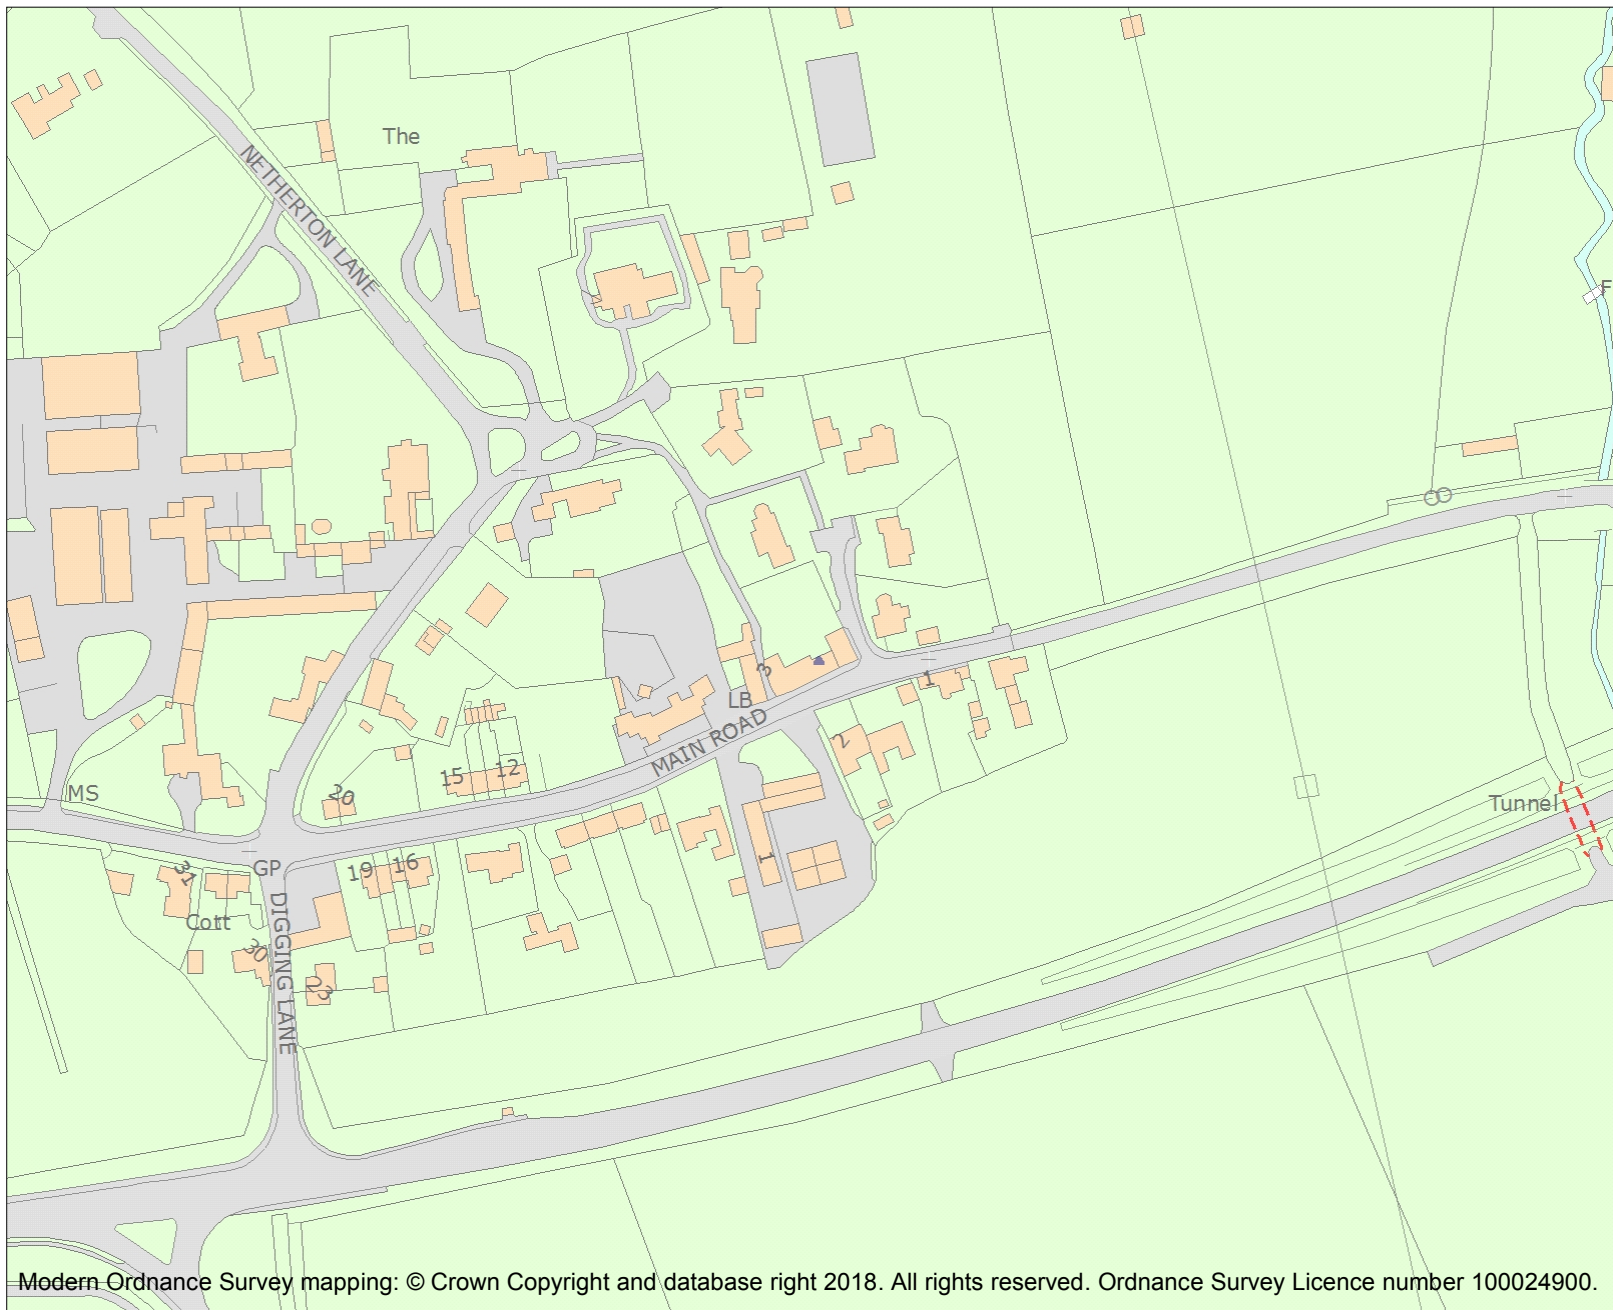 The
NETHERTON LANE
F
3
LB
1
MAIN ROAD
2
15
12
20
MS
Tunnel
1
19
16
GP
31
Cott
DIGGING LANE
30
23
Modern Ordnance Survey mapping: © Crown Copyright and database right 2018. All rights reserved. Ordnance Survey Licence number 100024900.